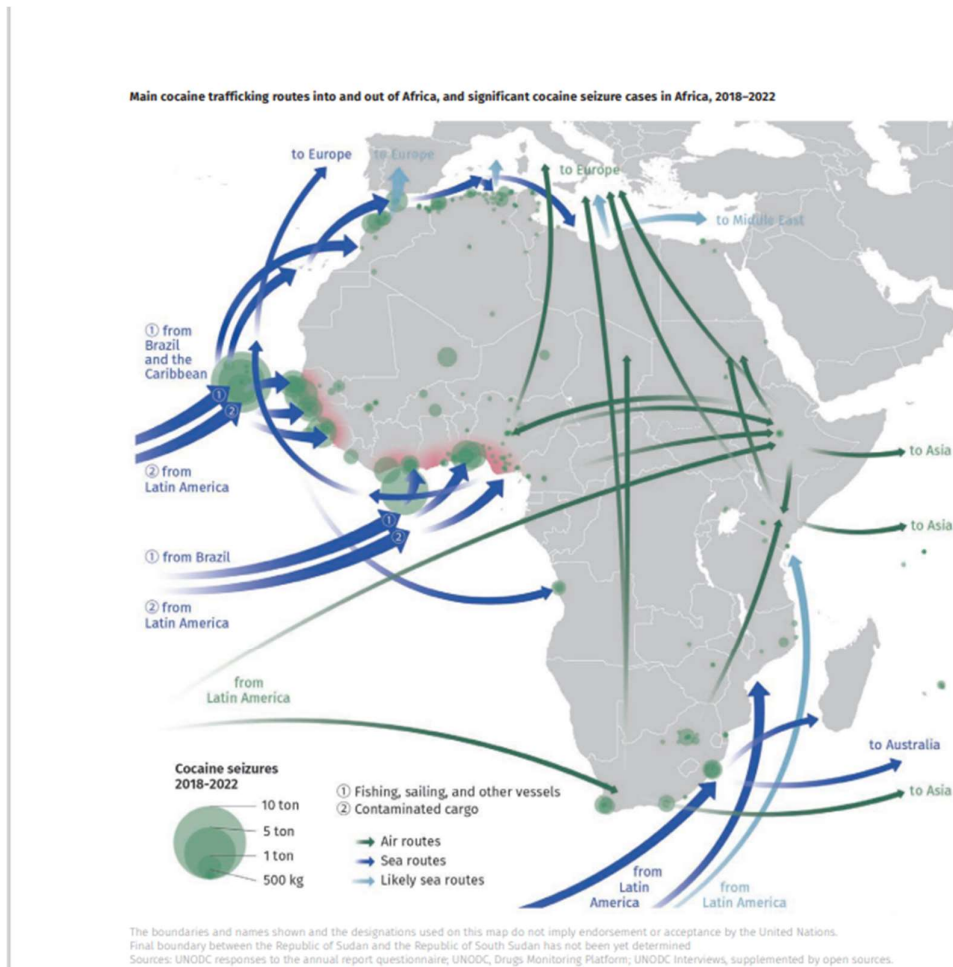 Main cocaine trafficking routes into and out of Africa, and significant cocaine seizure cases in Africa, 2018–2022
to Europe
to Europe
to Europe
to Middle East
① from
Brazil
and the
Caribbean
①
②
② from
Latin America
to Asia
①
②
to Asia
① from Brazil
② from
Latin America
from
Latin America
to Australia
to Asia
Cocaine seizures
2018–2022
10 ton
5 ton
1 ton
500 kg
① Fishing, sailing, and other vessels
② Contaminated cargo
Air routes
Sea routes
Likely sea routes
from
Latin
America
from
Latin America
The boundaries and names shown and the designations used on this map do not imply endorsement or acceptance by the United Nations.
Final boundary between the Republic of Sudan and the Republic of South Sudan has not been yet determined
Sources: UNODC responses to the annual report questionnaire; UNODC, Drugs Monitoring Platform; UNODC Interviews, supplemented by open sources.